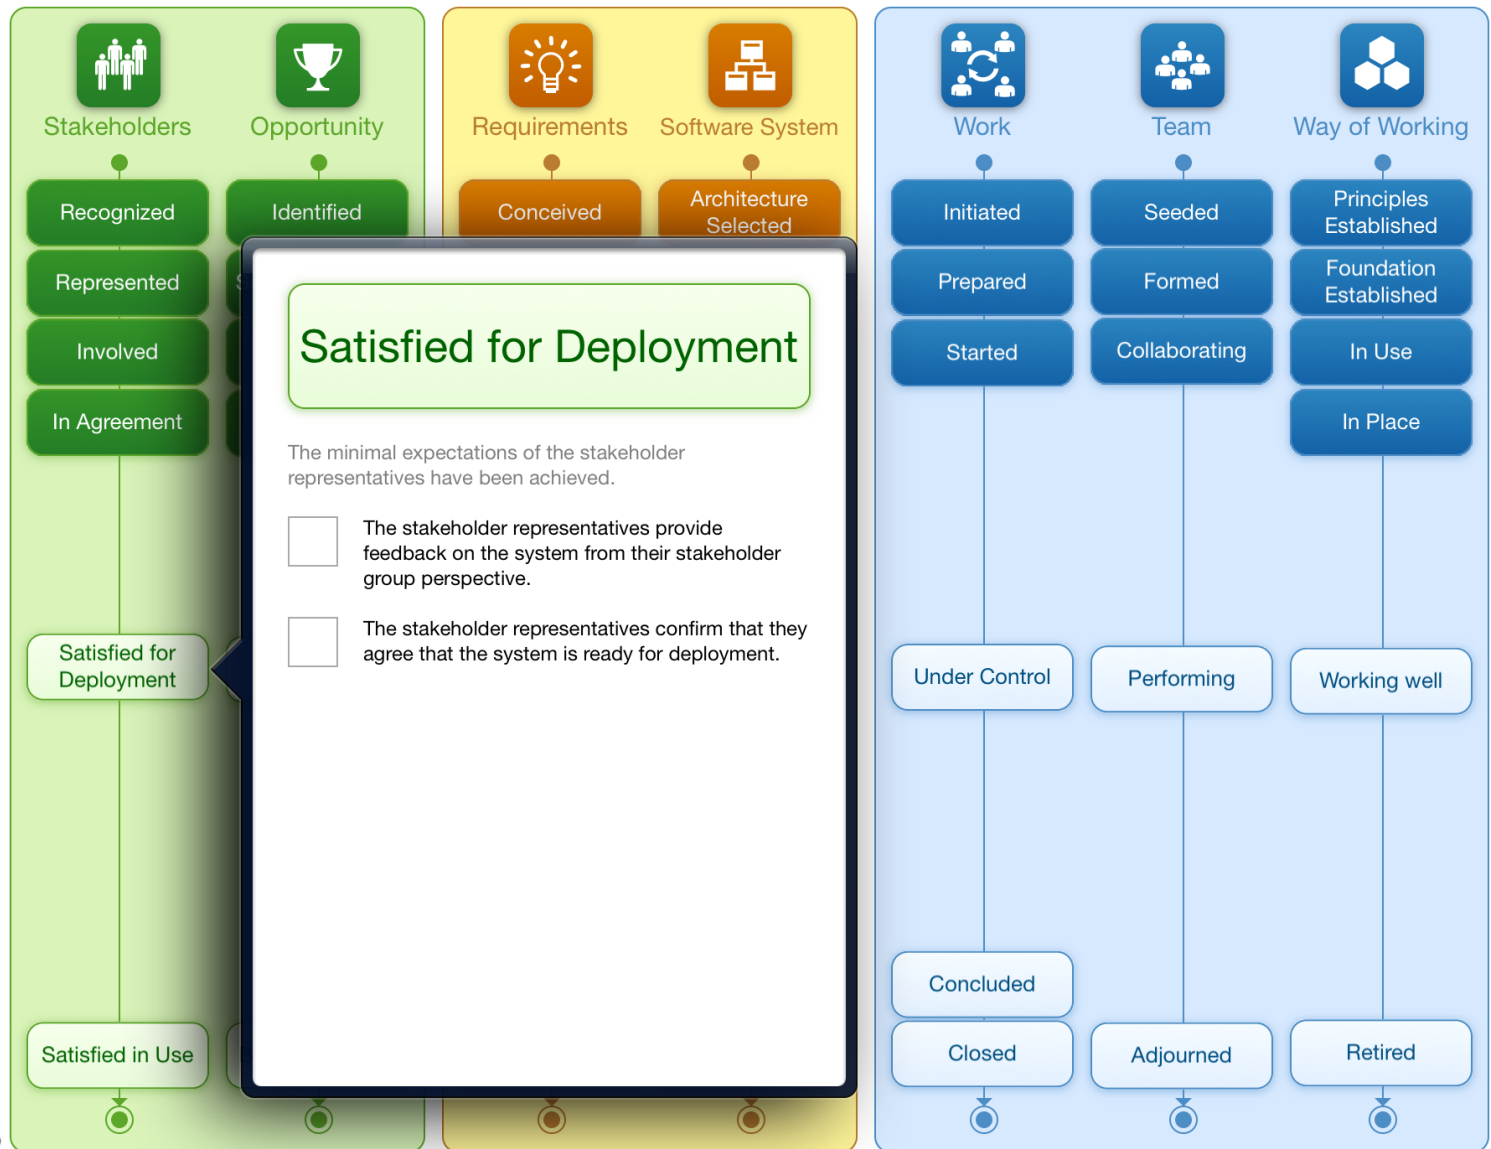 Stakeholders
Opportunity
Requirements
Software System
Work
Team
Way of Working
Recognized
Identified
Conceived
Architecture
Selected
Initiated
Seeded
Principles
Established
Represented
Prepared
Formed
Foundation
Established
Involved
Started
Collaborating
In Use
In Agreement
In Place
Satisfied for Deployment
The minimal expectations of the stakeholder
representatives have been achieved.
The stakeholder representatives provide
feedback on the system from their stakeholder
group perspective.
The stakeholder representatives confirm that they
agree that the system is ready for deployment.
Satisfied for
Deployment
Under Control
Performing
Working well
Concluded
Satisfied in Use
Closed
Adjourned
Retired